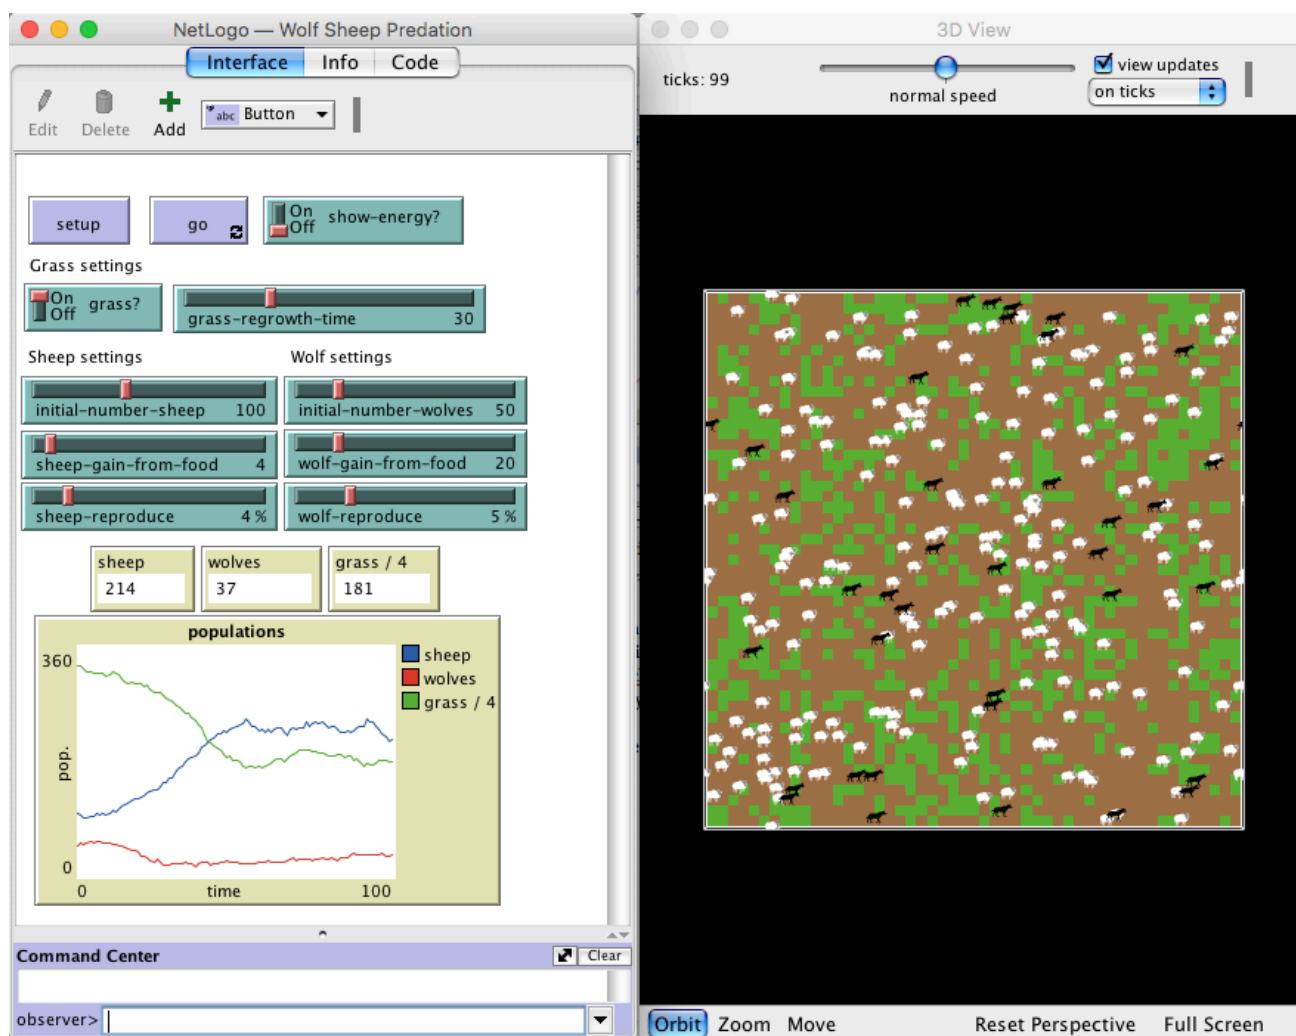 NetLogo — Wolf Sheep Predation
Interface Info Code
Edit Delete Add abc Button
setup go On Off show-energy?
Grass settings
On Off grass?
grass-regrowth-time 30
Sheep settings Wolf settings
initial-number-sheep 100 initial-number-wolves 50
sheep-gain-from-food 4 wolf-gain-from-food 20
sheep-reproduce 4 % wolf-reproduce 5 %
sheep wolves grass / 4
214 37 181
populations
360
pop.
0
0 time 100
sheep
wolves
grass / 4
Command Center Clear
observer>
3D View
ticks: 99
normal speed
view updates
on ticks
Orbit Zoom Move Reset Perspective Full Screen